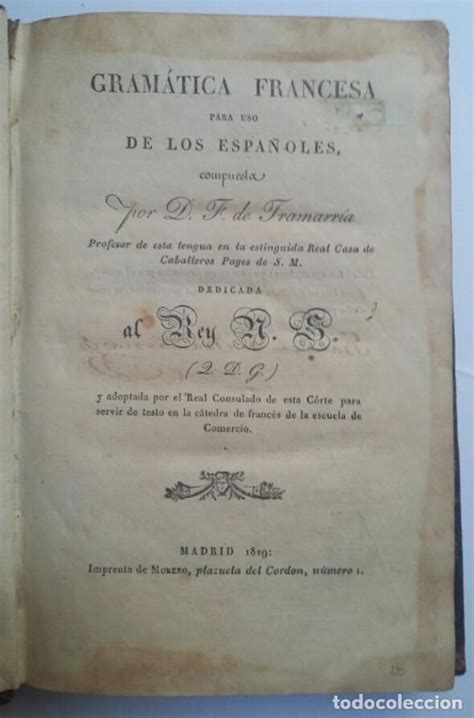 GRAMÁTICA FRANCESA
PARA USO
DE LOS ESPAÑOLES,
compuesta
por D. F. de Tramarría
Profesor de esta lengua en la estinguida Real Casa de
Caballeros Pages de S. M.
DEDICADA
al Rey N. S.
(Q. D. G.)
y adoptada por el Real Consulado de esta Córte para
servir de testo en la cátedra de francés de la escuela de
Comercio.
MADRID 1829:
Imprenta de MORENO, plazuela del Cordon, número 1.
todocoleccion